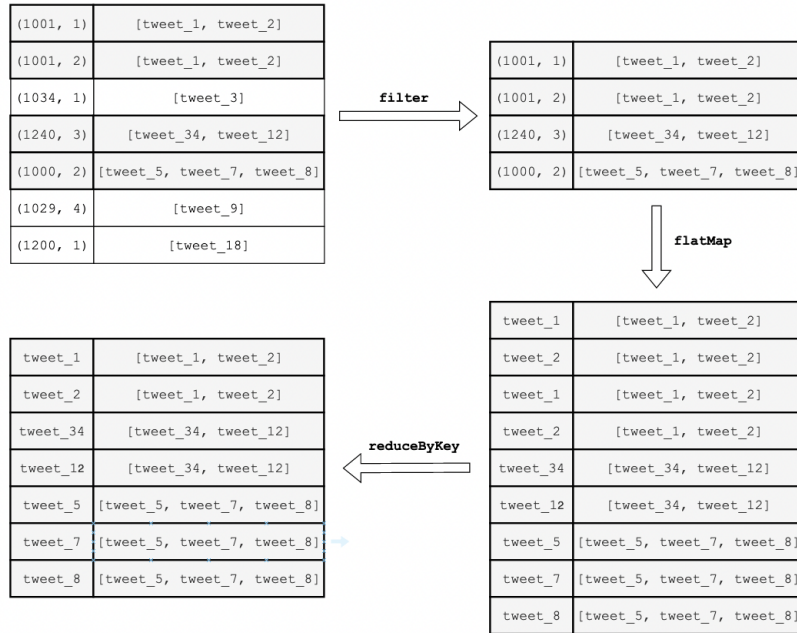 (1001, 1) [tweet_1, tweet_2]
(1001, 2) [tweet_1, tweet_2]
(1034, 1) [tweet_3]
(1240, 3) [tweet_34, tweet_12]
(1000, 2) [tweet_5, tweet_7, tweet_8]
(1029, 4) [tweet_9]
(1200, 1) [tweet_18]
filter
(1001, 1) [tweet_1, tweet_2]
(1001, 2) [tweet_1, tweet_2]
(1240, 3) [tweet_34, tweet_12]
(1000, 2) [tweet_5, tweet_7, tweet_8]
flatMap
tweet_1 [tweet_1, tweet_2]
tweet_2 [tweet_1, tweet_2]
tweet_1 [tweet_1, tweet_2]
tweet_2 [tweet_1, tweet_2]
tweet_34 [tweet_34, tweet_12]
tweet_12 [tweet_34, tweet_12]
tweet_5 [tweet_5, tweet_7, tweet_8]
tweet_7 [tweet_5, tweet_7, tweet_8]
tweet_8 [tweet_5, tweet_7, tweet_8]
reduceByKey
tweet_1 [tweet_1, tweet_2]
tweet_2 [tweet_1, tweet_2]
tweet_34 [tweet_34, tweet_12]
tweet_12 [tweet_34, tweet_12]
tweet_5 [tweet_5, tweet_7, tweet_8]
tweet_7 [tweet_5, tweet_7, tweet_8]
tweet_8 [tweet_5, tweet_7, tweet_8]